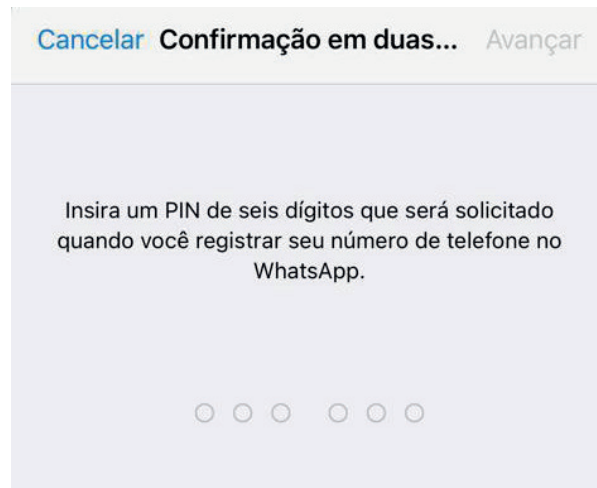 Cancelar Confirmação em duas... Avançar
Insira um PIN de seis dígitos que será solicitado
quando você registrar seu número de telefone no
WhatsApp.